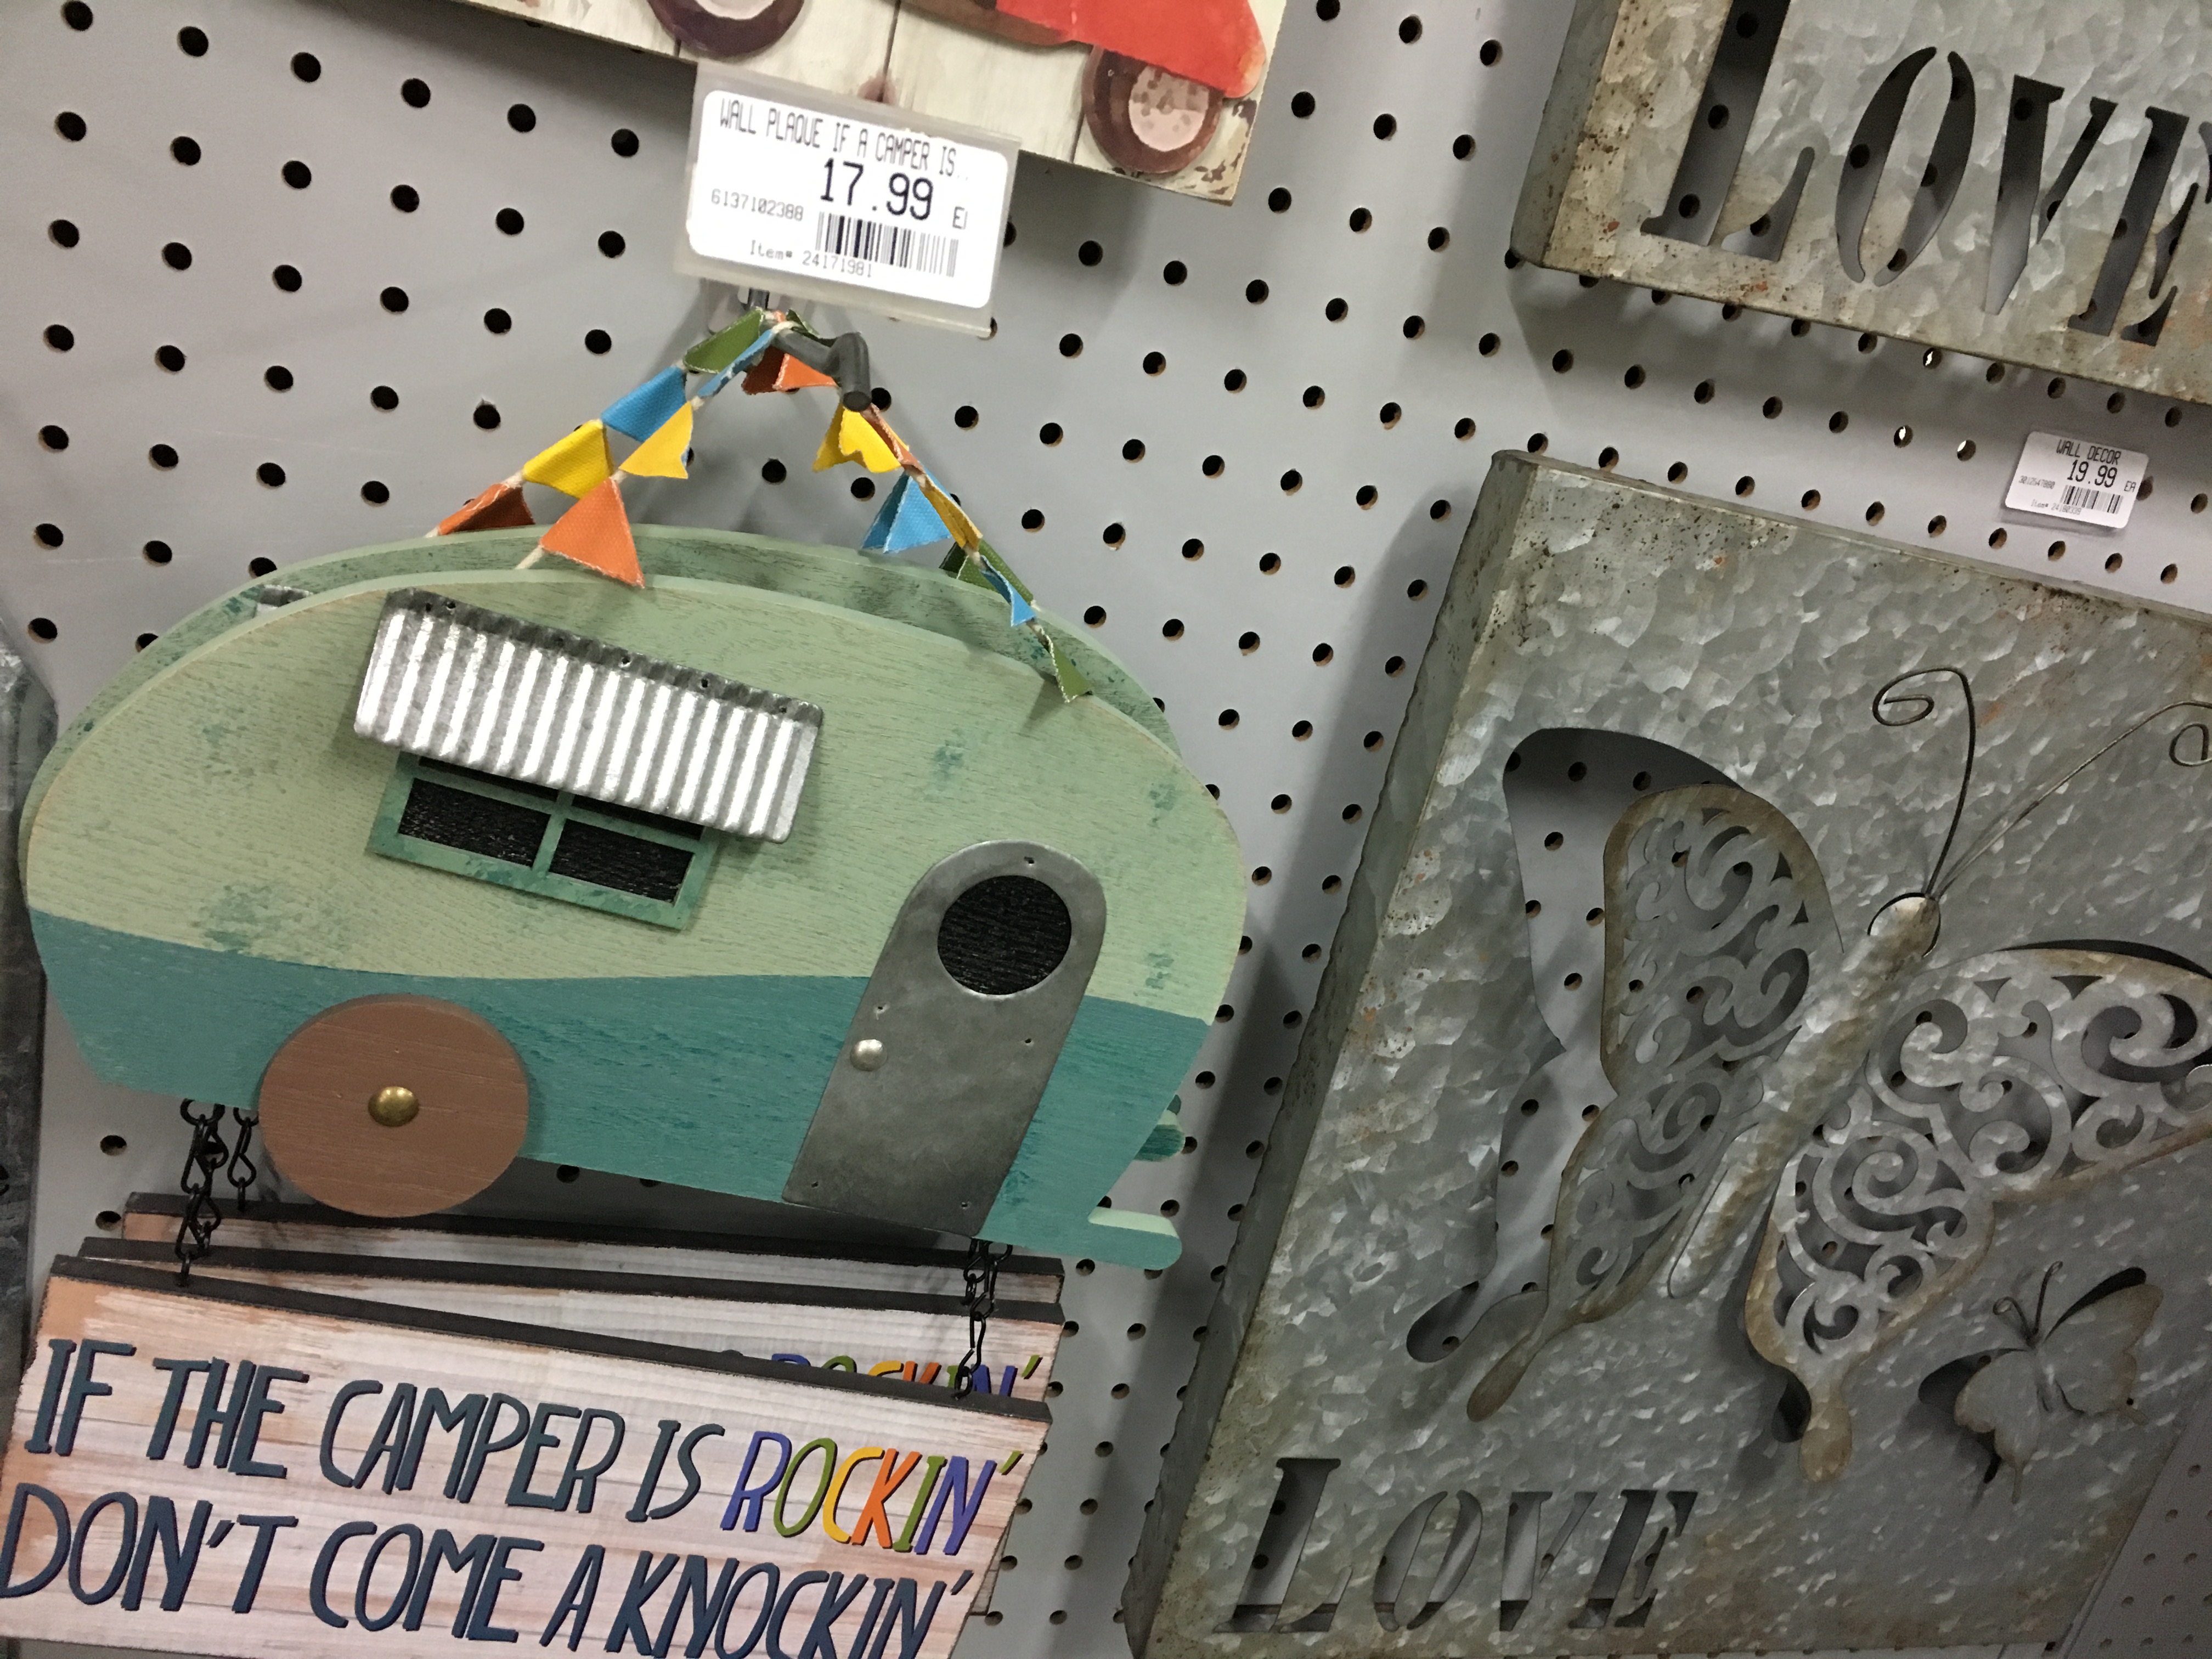 WALL PLAQUE IF A CAMPER IS..
17.99
6137102388
Item# 24171981
LOVE
WALL DECOR
19.99 EA
IF THE CAMPER IS ROCKIN'
DON'T COME A KNOCKIN'
ROCKIN'
LOVE